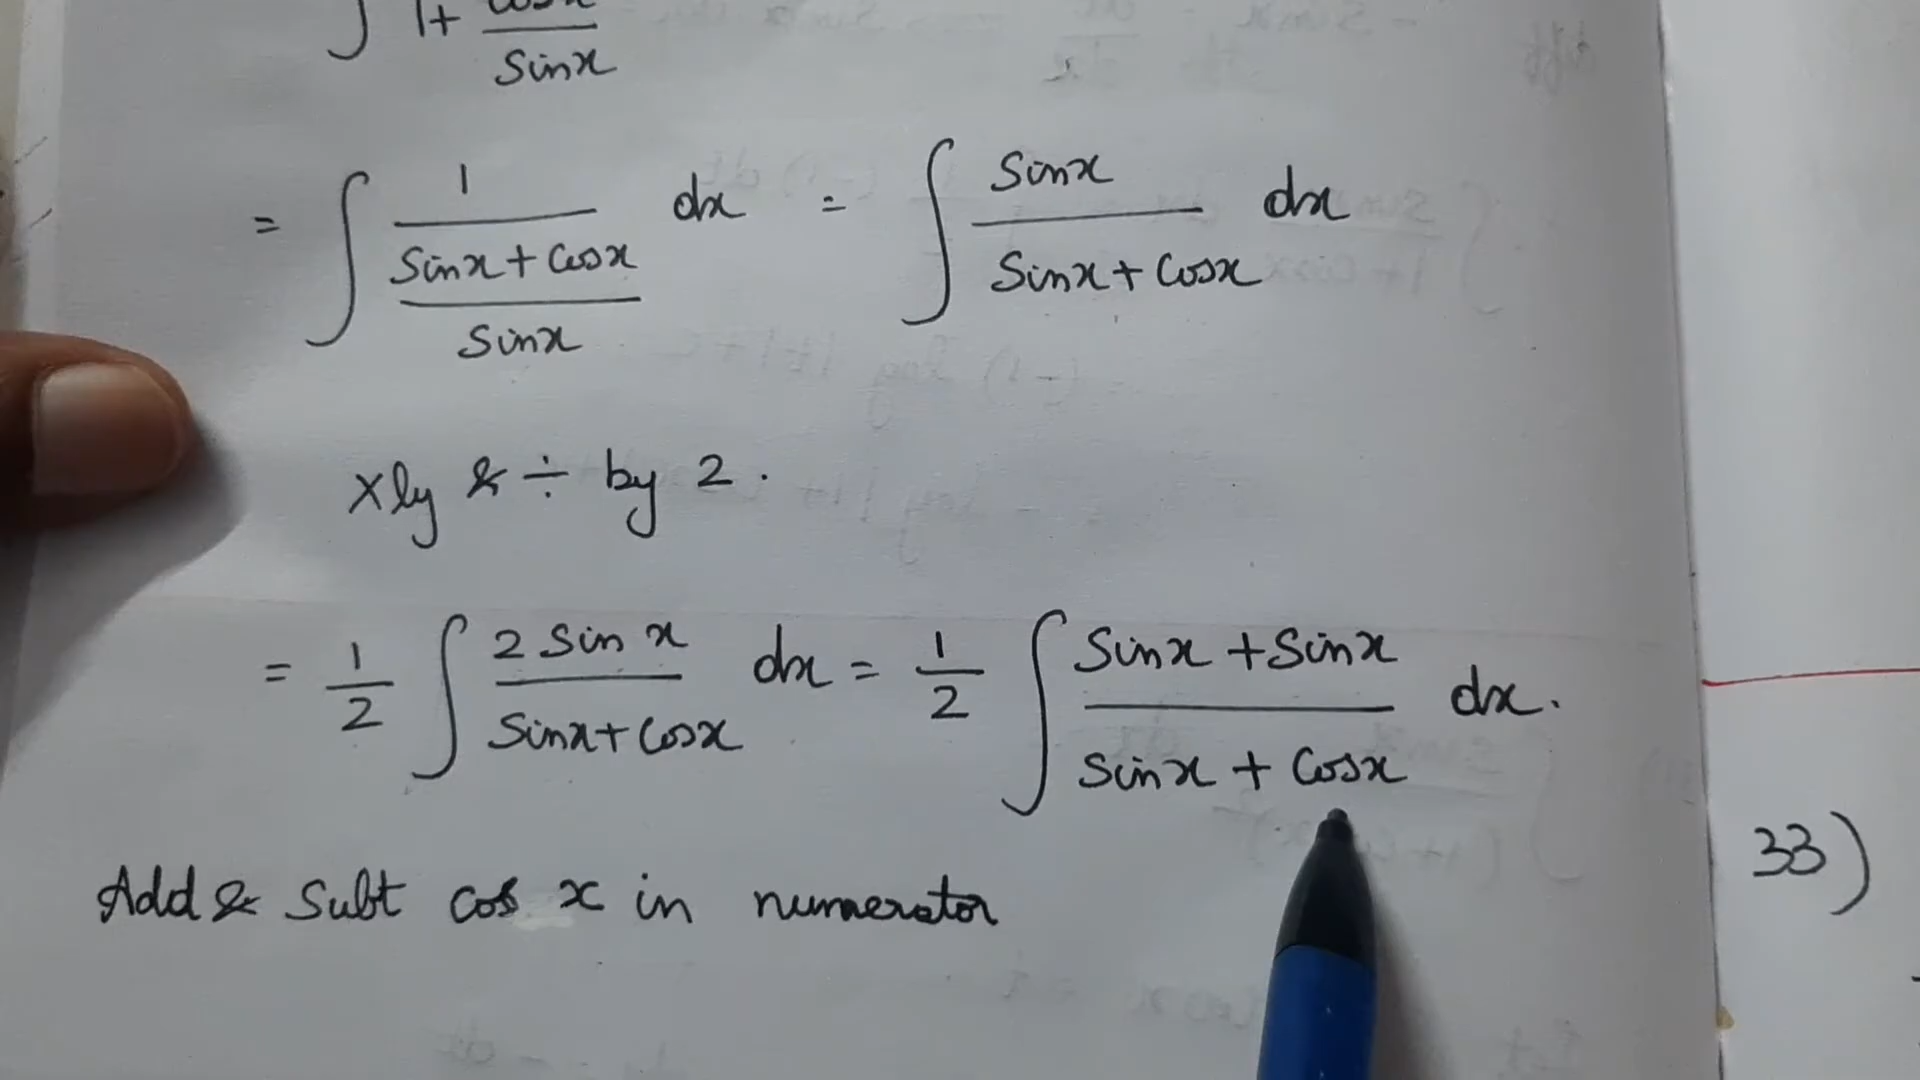 ∫ 1+ cosx/sinx
= ∫ 1/((sinx + cosx)/sinx) dx = ∫ sinx/(sinx + cosx) dx
xly & ÷ by 2.
= 1/2 ∫ 2 sin x/(sinx + cosx) dx = 1/2 ∫ (sinx + sinx)/(sinx + cosx) dx.
Add & Subt cos x in numerator
33)